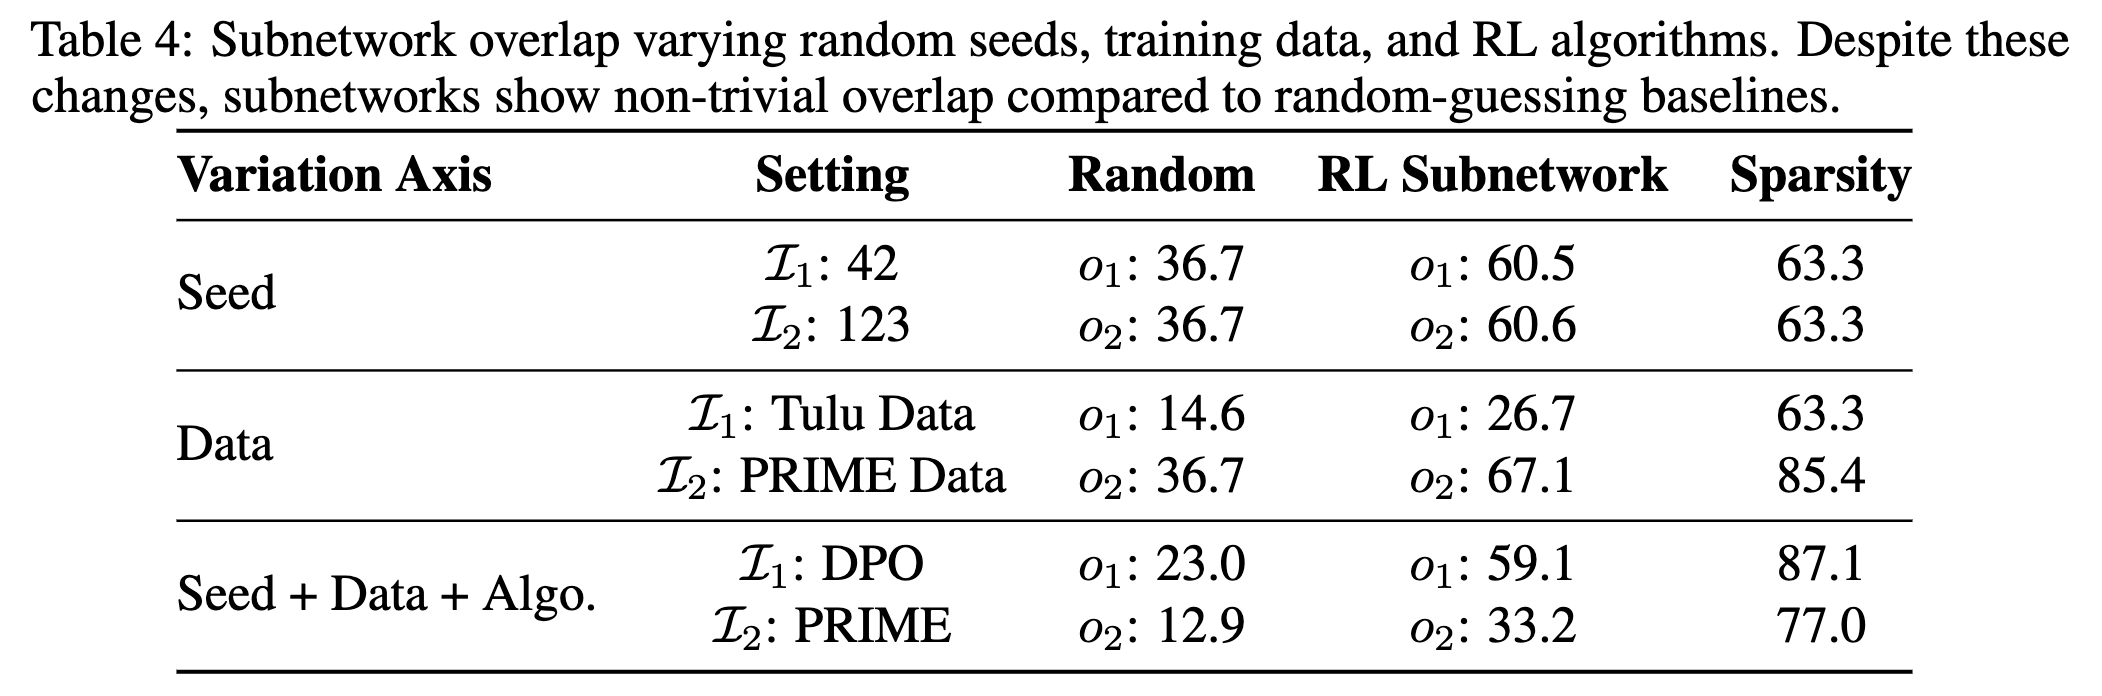 Table 4: Subnetwork overlap varying random seeds, training data, and RL algorithms. Despite these
changes, subnetworks show non-trivial overlap compared to random-guessing baselines.
Variation Axis Setting Random RL Subnetwork Sparsity
Seed
ℐ₁: 42 o₁: 36.7 o₁: 60.5 63.3
ℐ₂: 123 o₂: 36.7 o₂: 60.6 63.3
Data
ℐ₁: Tulu Data o₁: 14.6 o₁: 26.7 63.3
ℐ₂: PRIME Data o₂: 36.7 o₂: 67.1 85.4
Seed + Data + Algo.
ℐ₁: DPO o₁: 23.0 o₁: 59.1 87.1
ℐ₂: PRIME o₂: 12.9 o₂: 33.2 77.0